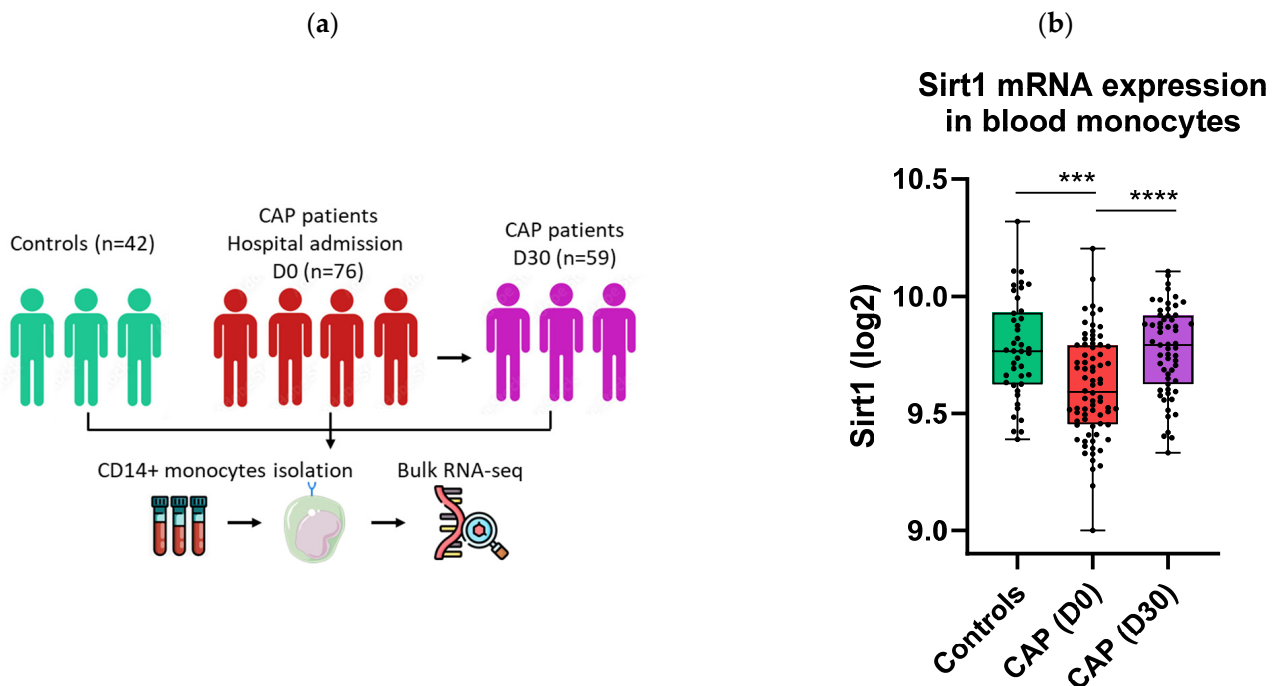 (a)
Controls (n=42)
CAP patients
Hospital admission
D0 (n=76)
CAP patients
D30 (n=59)
CD14+ monocytes isolation
Bulk RNA-seq
(b)
Sirt1 mRNA expression
in blood monocytes
Sirt1 (log2)
10.5
10.0
9.5
9.0
***
****
Controls
CAP (D0)
CAP (D30)